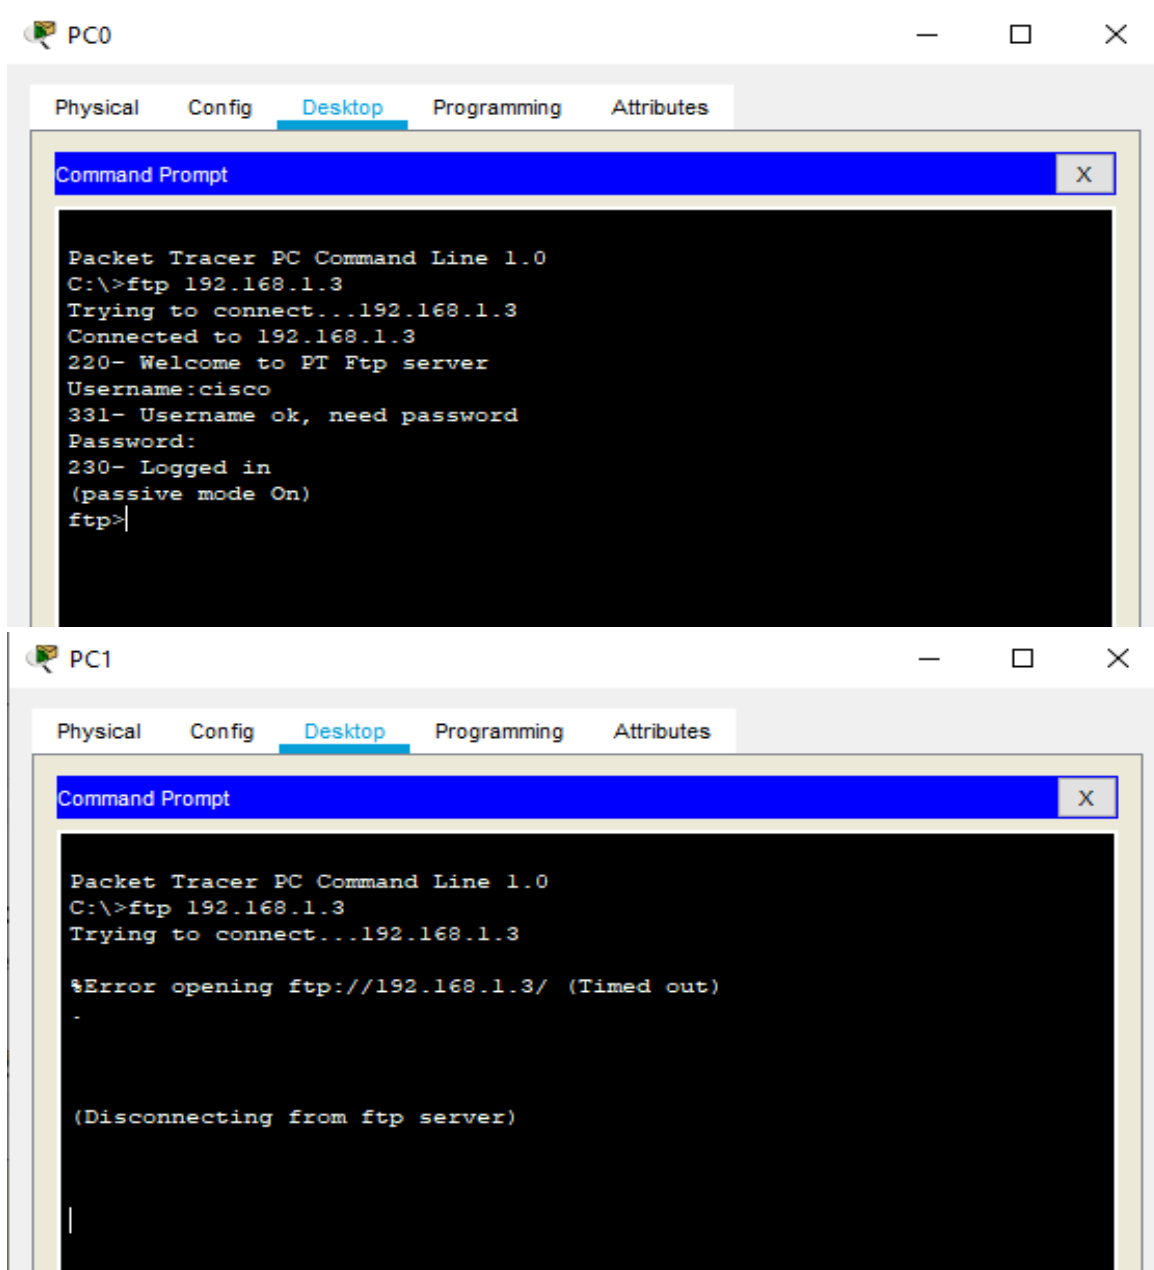 PC0
Physical Config Desktop Programming Attributes
Command Prompt
X
Packet Tracer PC Command Line 1.0
C:\>ftp 192.168.1.3
Trying to connect...192.168.1.3
Connected to 192.168.1.3
220- Welcome to PT Ftp server
Username:cisco
331- Username ok, need password
Password:
230- Logged in
(passive mode On)
ftp>
PC1
Physical Config Desktop Programming Attributes
Command Prompt
X
Packet Tracer PC Command Line 1.0
C:\>ftp 192.168.1.3
Trying to connect...192.168.1.3
%Error opening ftp://192.168.1.3/ (Timed out)
.
(Disconnecting from ftp server)